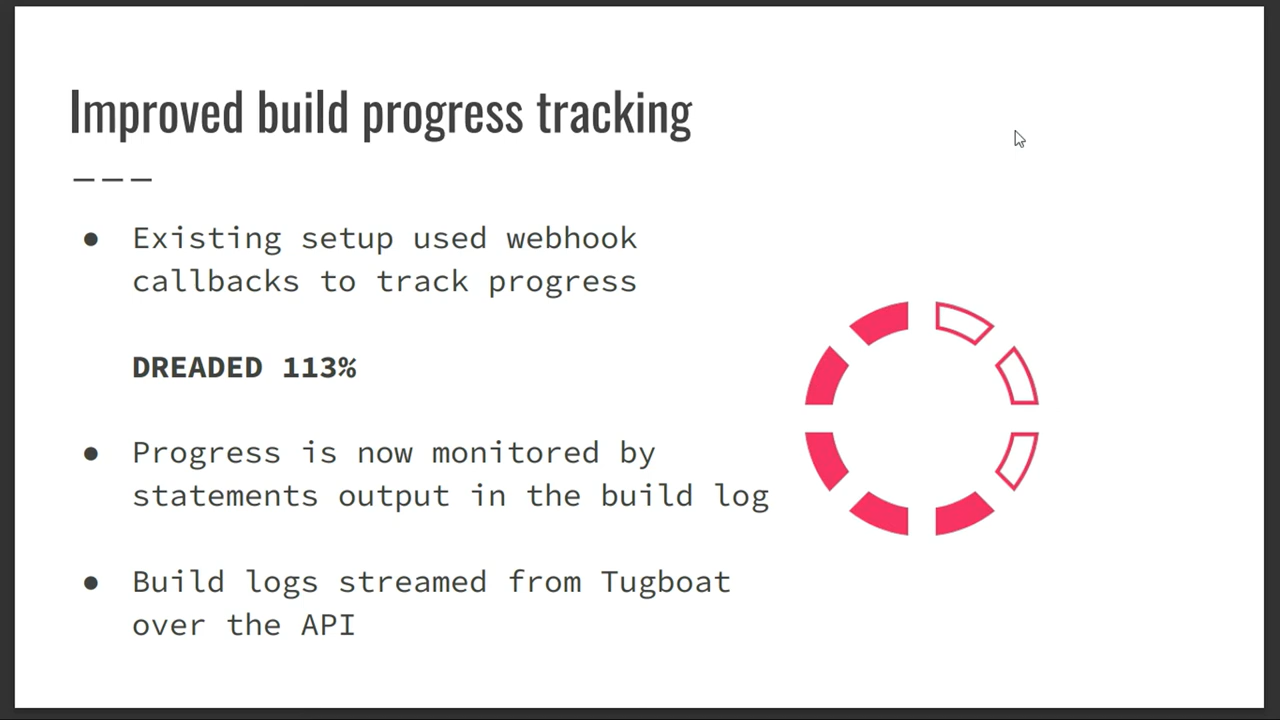 Improved build progress tracking
● Existing setup used webhook
callbacks to track progress
DREADED 113%
● Progress is now monitored by
statements output in the build log
● Build logs streamed from Tugboat
over the API